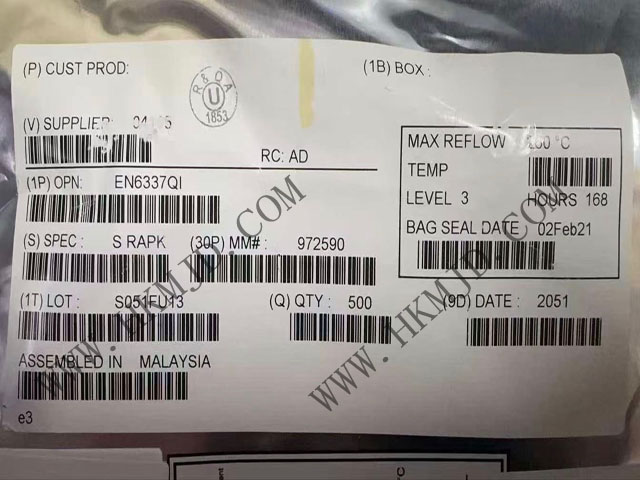 (P) CUST PROD:
(1B) BOX :
R&QA
U
1853
(V) SUPPLIER:
RC: AD
MAX REFLOW °C
TEMP
LEVEL 3 HOURS 168
BAG SEAL DATE 02Feb21
(1P) OPN: EN6337QI
(S) SPEC : S RAPK (30P) MM# : 972590
(1T) LOT : S051FU13 (Q) QTY : 500 (9D) DATE : 2051
ASSEMBLED IN MALAYSIA
e3
WWW.HKMJD.COM
WWW.HKMJD.COM